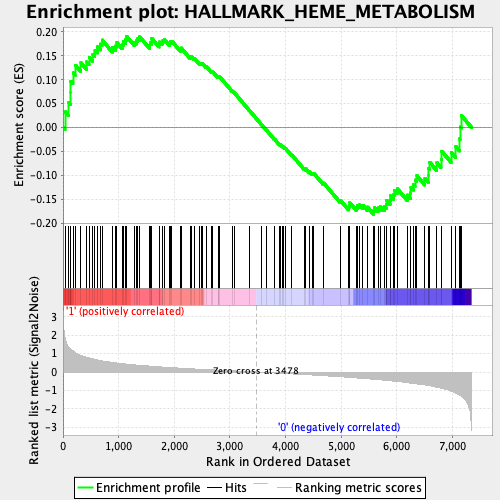 Enrichment plot: HALLMARK_HEME_METABOLISM
Enrichment score (ES)
0.20
0.15
0.10
0.05
0.00
-0.05
-0.10
-0.15
-0.20
'1' (positively correlated)
Ranked list metric (Signal2Noise)
3
2
1
0
-1
-2
-3
Zero cross at 3478
'0' (negatively correlated)
0
1,000
2,000
3,000
4,000
5,000
6,000
7,000
Rank in Ordered Dataset
Enrichment profile
Hits
Ranking metric scores